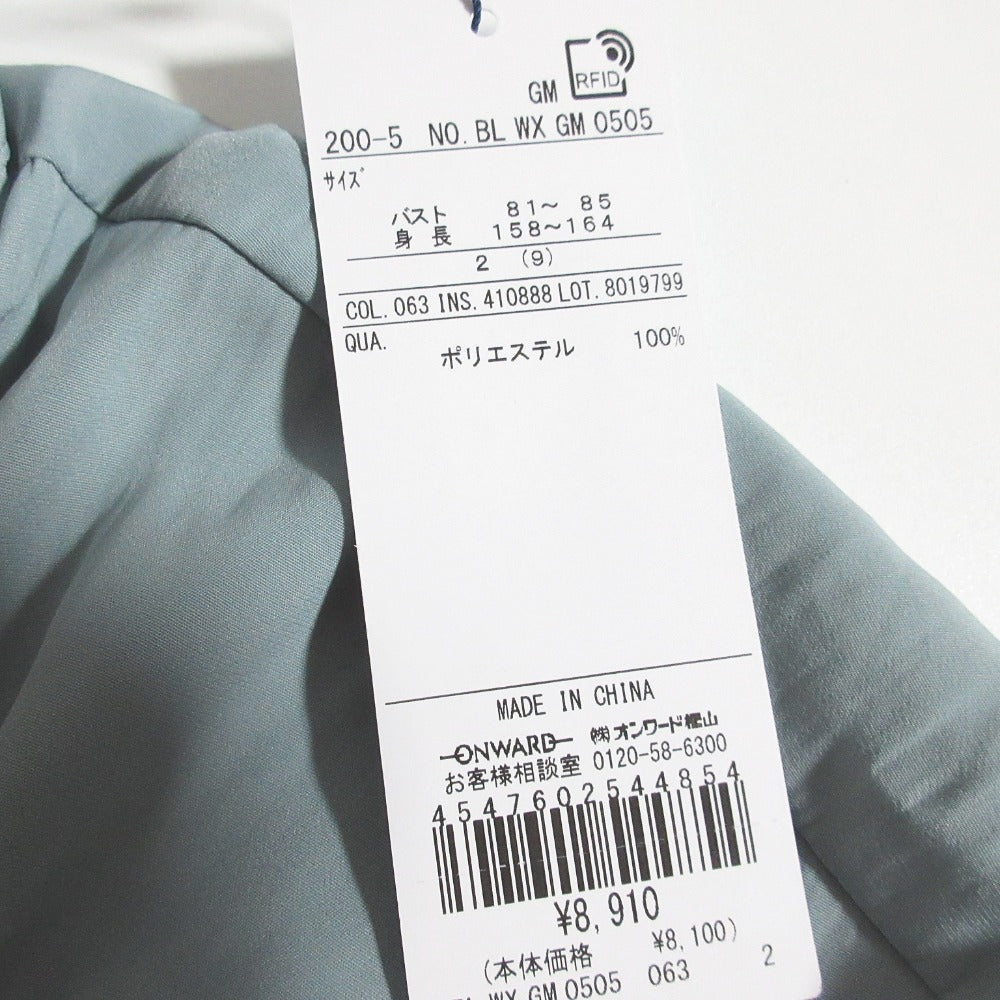 RFID
GM
200-5 NO. BL WX GM 0505
サイズ
バスト 81～ 85
身長 158～164
2 (9)
COL. 063 INS. 410888 LOT. 8019799
QUA.
ポリエステル 100%
MADE IN CHINA
ONWARD ㈱オンワード樫山
お客様相談室 0120-58-6300
4547602544854
¥8,910
(本体価格 ¥8,100)
BL WX GM 0505 063 2